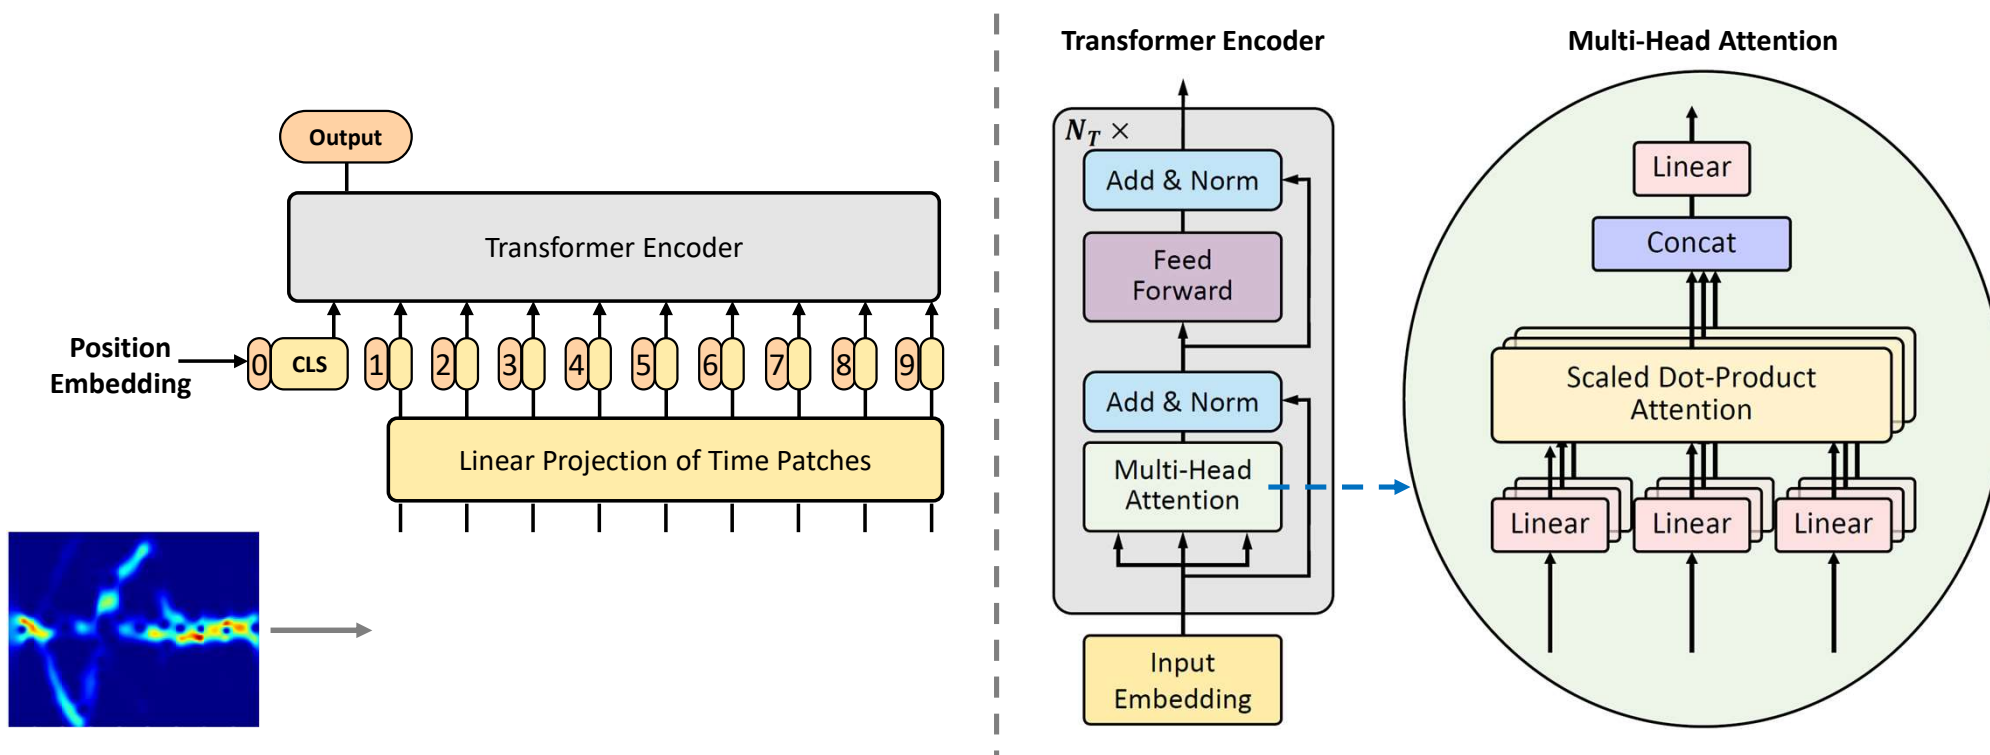 Output
Transformer Encoder
Position
Embedding
0 CLS 1 2 3 4 5 6 7 8 9
Linear Projection of Time Patches
Transformer Encoder
N_T ×
Add & Norm
Feed
Forward
Add & Norm
Multi-Head
Attention
Input
Embedding
Multi-Head Attention
Linear
Concat
Scaled Dot-Product
Attention
Linear Linear Linear